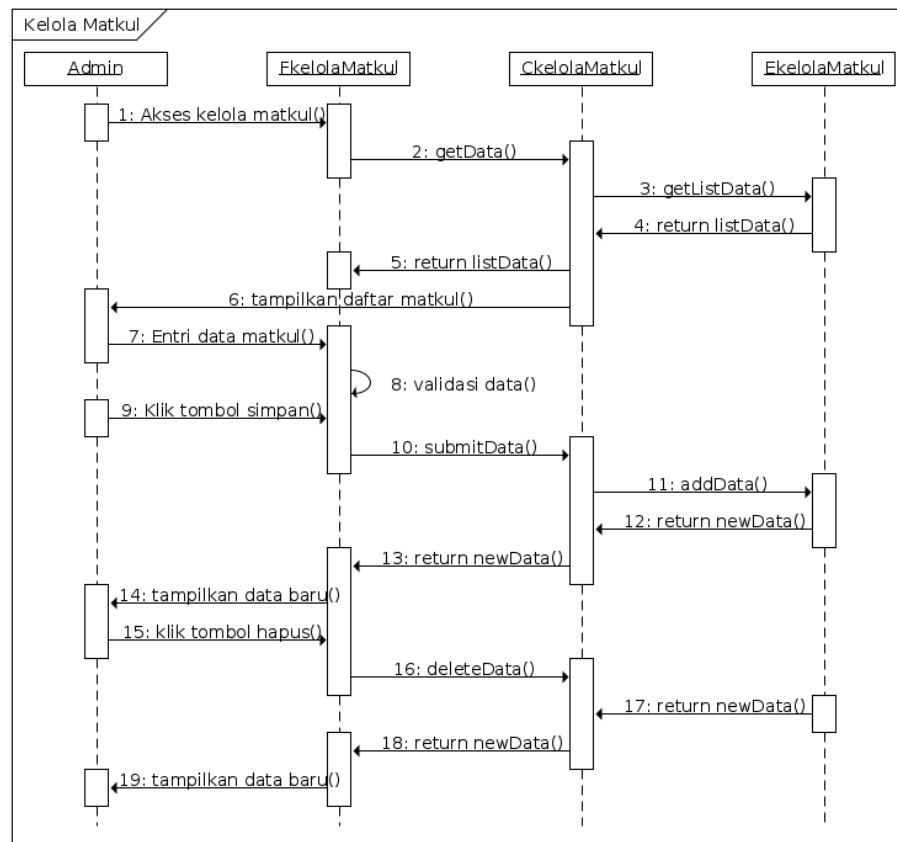 Kelola Matkul
Admin
FkelolaMatkul
CkelolaMatkul
EkelolaMatkul
1: Akses kelola matkul()
2: getData()
3: getListData()
4: return listData()
5: return listData()
6: tampilkan daftar matkul()
7: Entri data matkul()
8: validasi data()
9: Klik tombol simpan()
10: submitData()
11: addData()
12: return newData()
13: return newData()
14: tampilkan data baru()
15: klik tombol hapus()
16: deleteData()
17: return newData()
18: return newData()
19: tampilkan data baru()